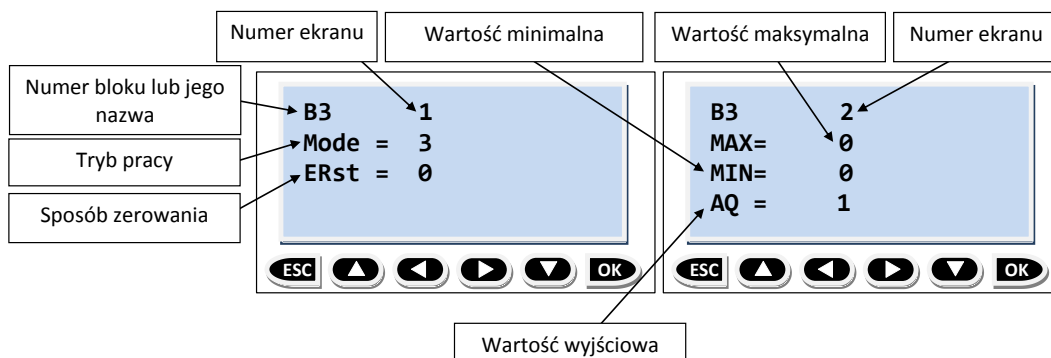 Numer ekranu
Wartość minimalna
Wartość maksymalna
Numer ekranu
Numer bloku lub jego
nazwa
Tryb pracy
Sposób zerowania
B3 1
Mode = 3
ERst = 0
ESC OK
B3 2
MAX= 0
MIN= 0
AQ = 1
ESC OK
Wartość wyjściowa